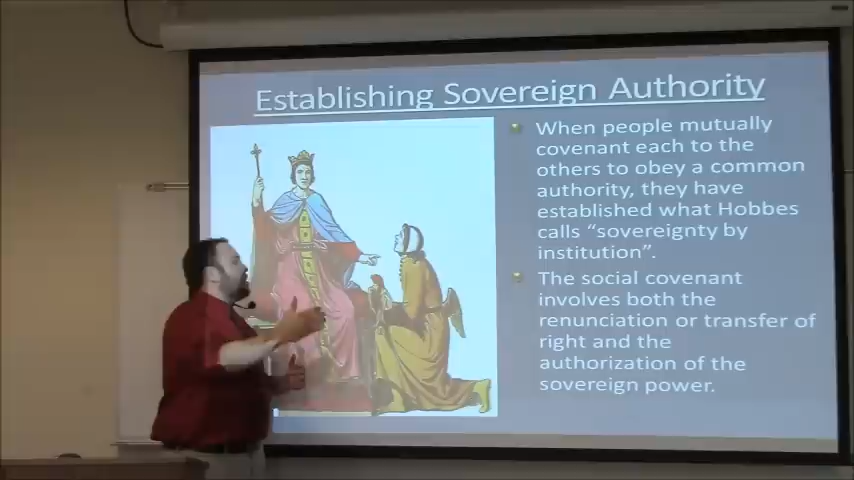 Establishing Sovereign Authority
When people mutually
covenant each to the
others to obey a common
authority, they have
established what Hobbes
calls “sovereignty by
institution”.
The social covenant
involves both the
renunciation or transfer of
right and the
authorization of the
sovereign power.